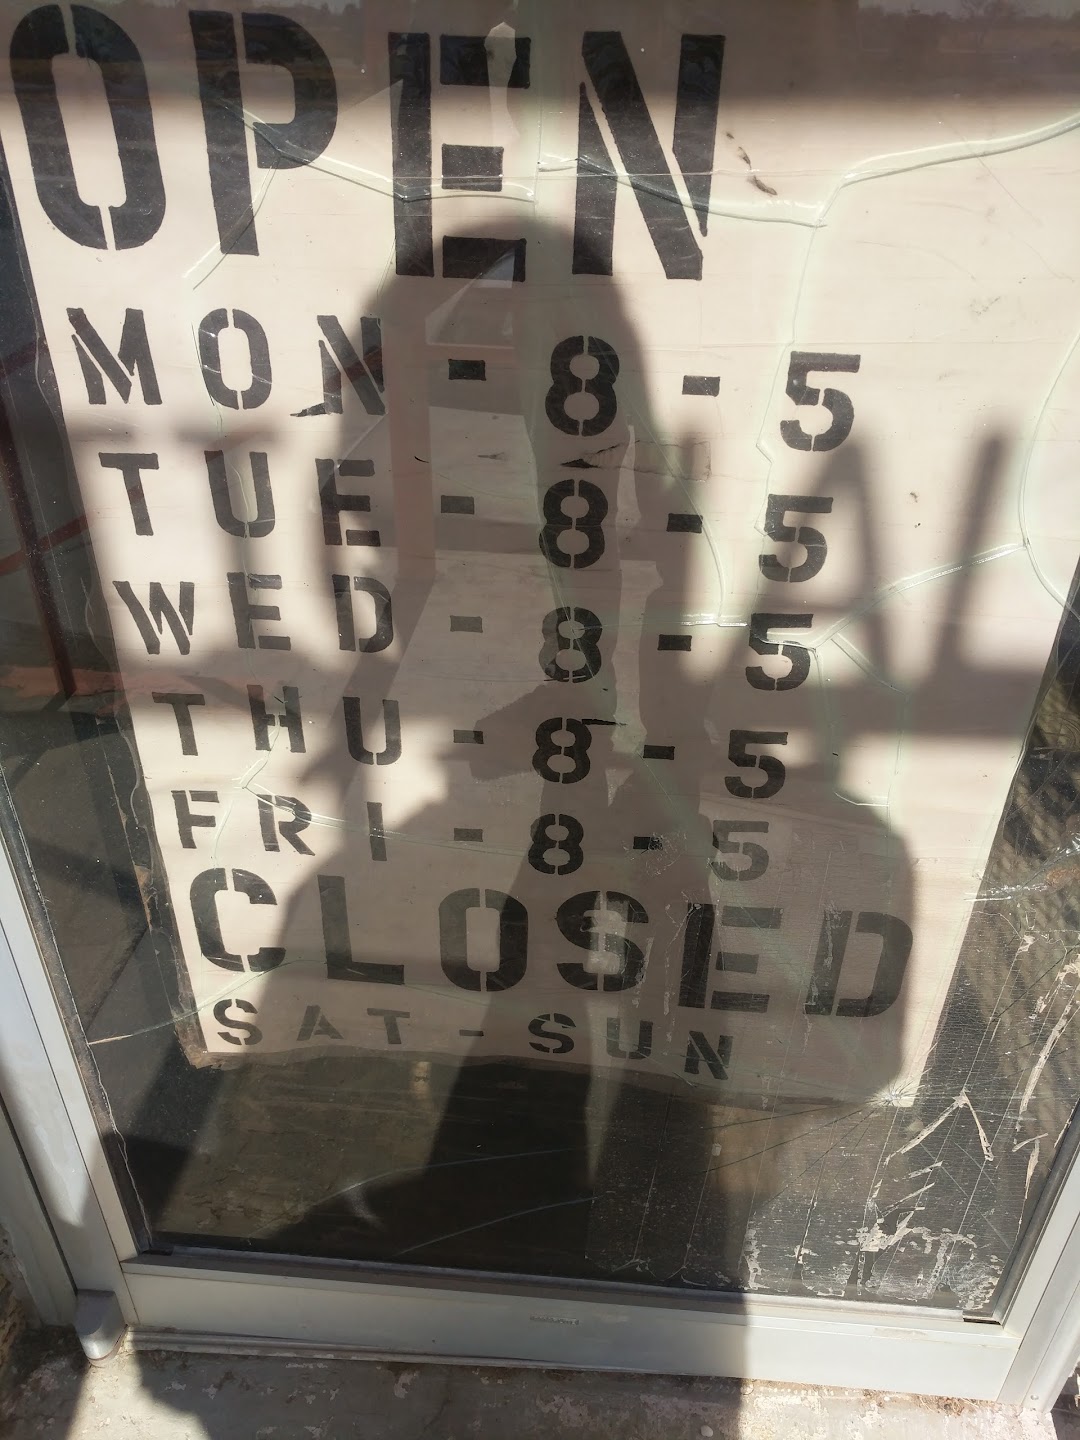 OPEN
MON - 8 - 5
TUE - 8 - 5
WED - 8 - 5
THU - 8 - 5
FRI - 8 - 5
CLOSED
SAT - SUN